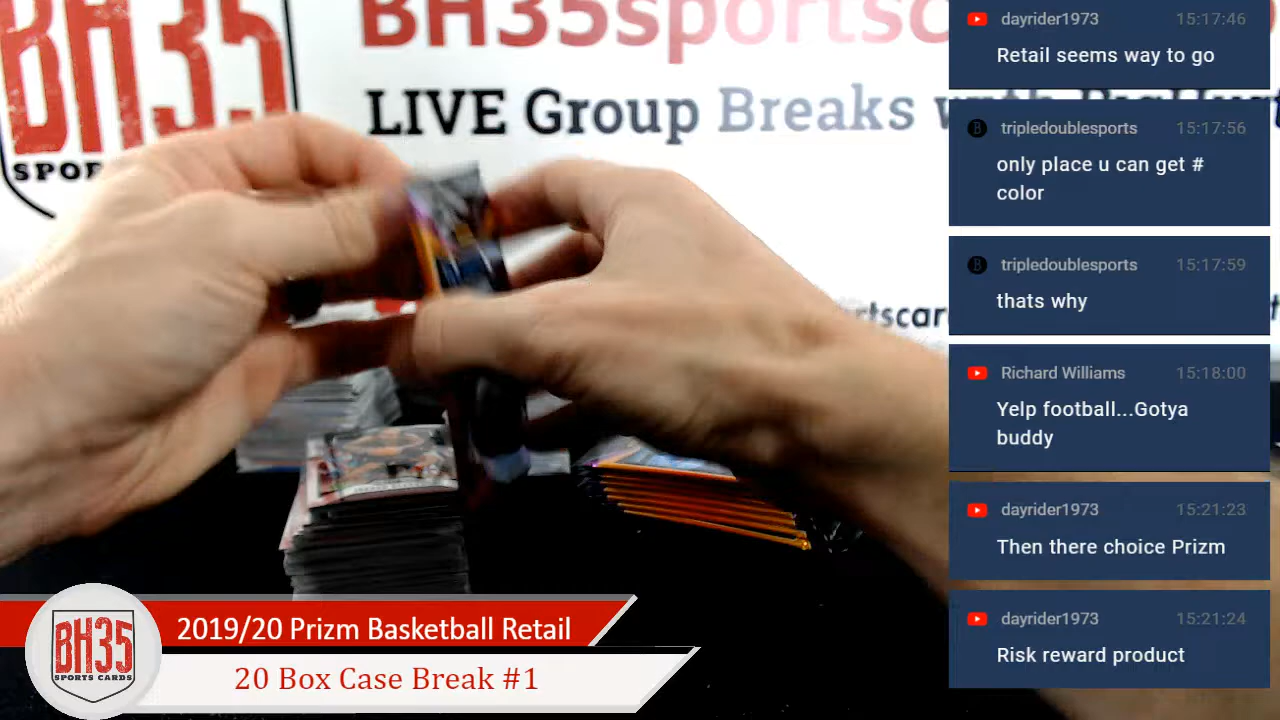 BH35
SPOR
BH35sportsc
LIVE Group Breaks w
rtscar
dayrider1973 15:17:46
Retail seems way to go
tripledoublesports 15:17:56
only place u can get #
color
tripledoublesports 15:17:59
thats why
Richard Williams 15:18:00
Yelp football...Gotya
buddy
dayrider1973 15:21:23
Then there choice Prizm
dayrider1973 15:21:24
Risk reward product
BH35
SPORTS CARDS
2019/20 Prizm Basketball Retail
20 Box Case Break #1